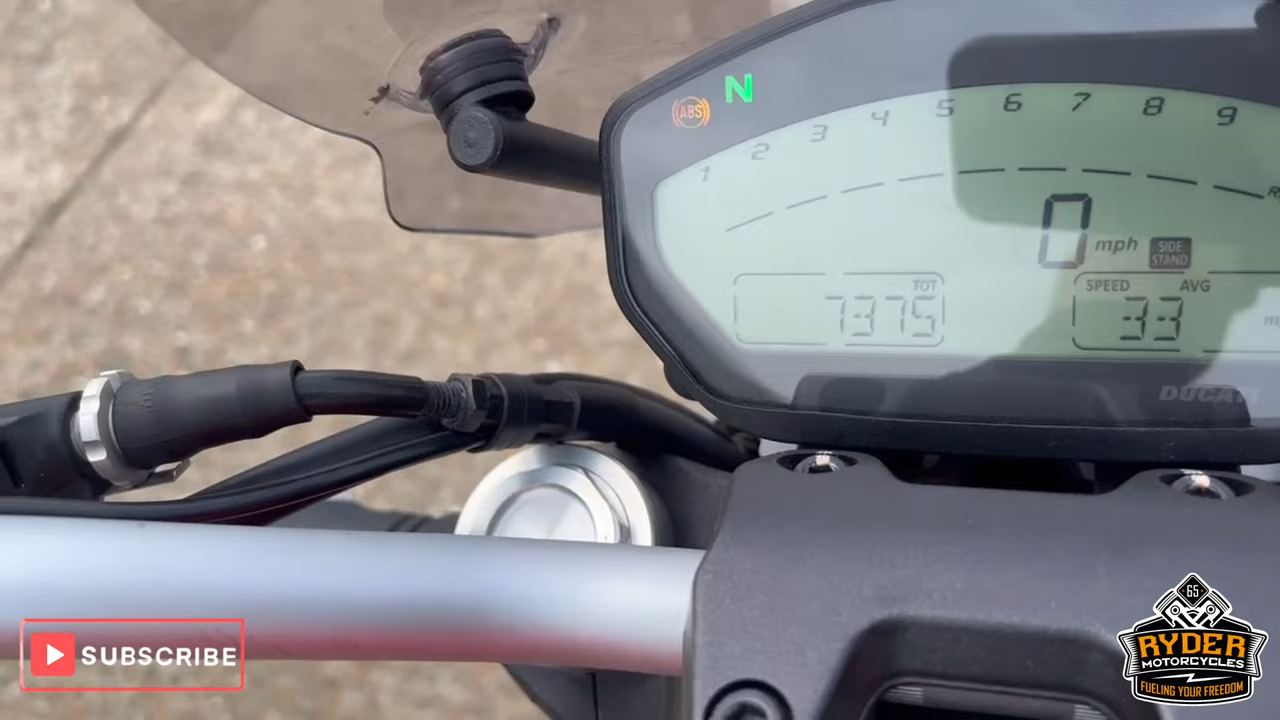 N
ABS
1 2 3 4 5 6 7 8 9
0 mph
SIDE
STAND
TOT
7375
SPEED AVG
33
SUBSCRIBE
65
RYDER
MOTORCYCLES
FUELING YOUR FREEDOM